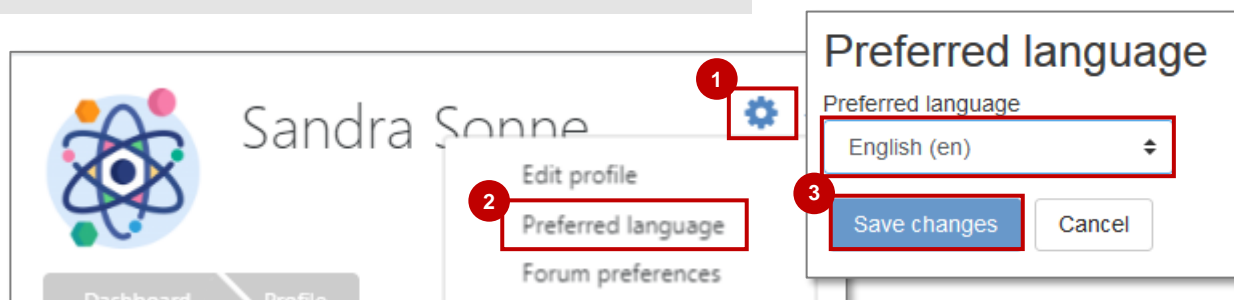 Sandra Sonne
1
Edit profile
2
Preferred language
Forum preferences
Dashboard
Profile
Preferred language
Preferred language
English (en)
3
Save changes
Cancel